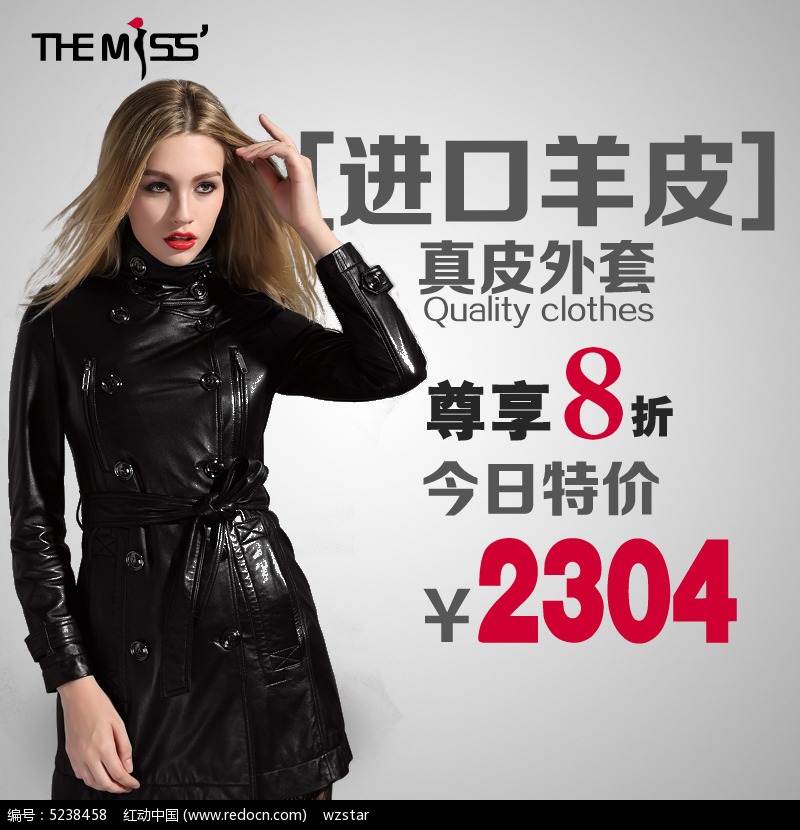 THE MISS'
[进口羊皮]
真皮外套
Quality clothes
尊享8折
今日特价
¥2304
编号：5238458 红动中国 (www.redocn.com) wzstar